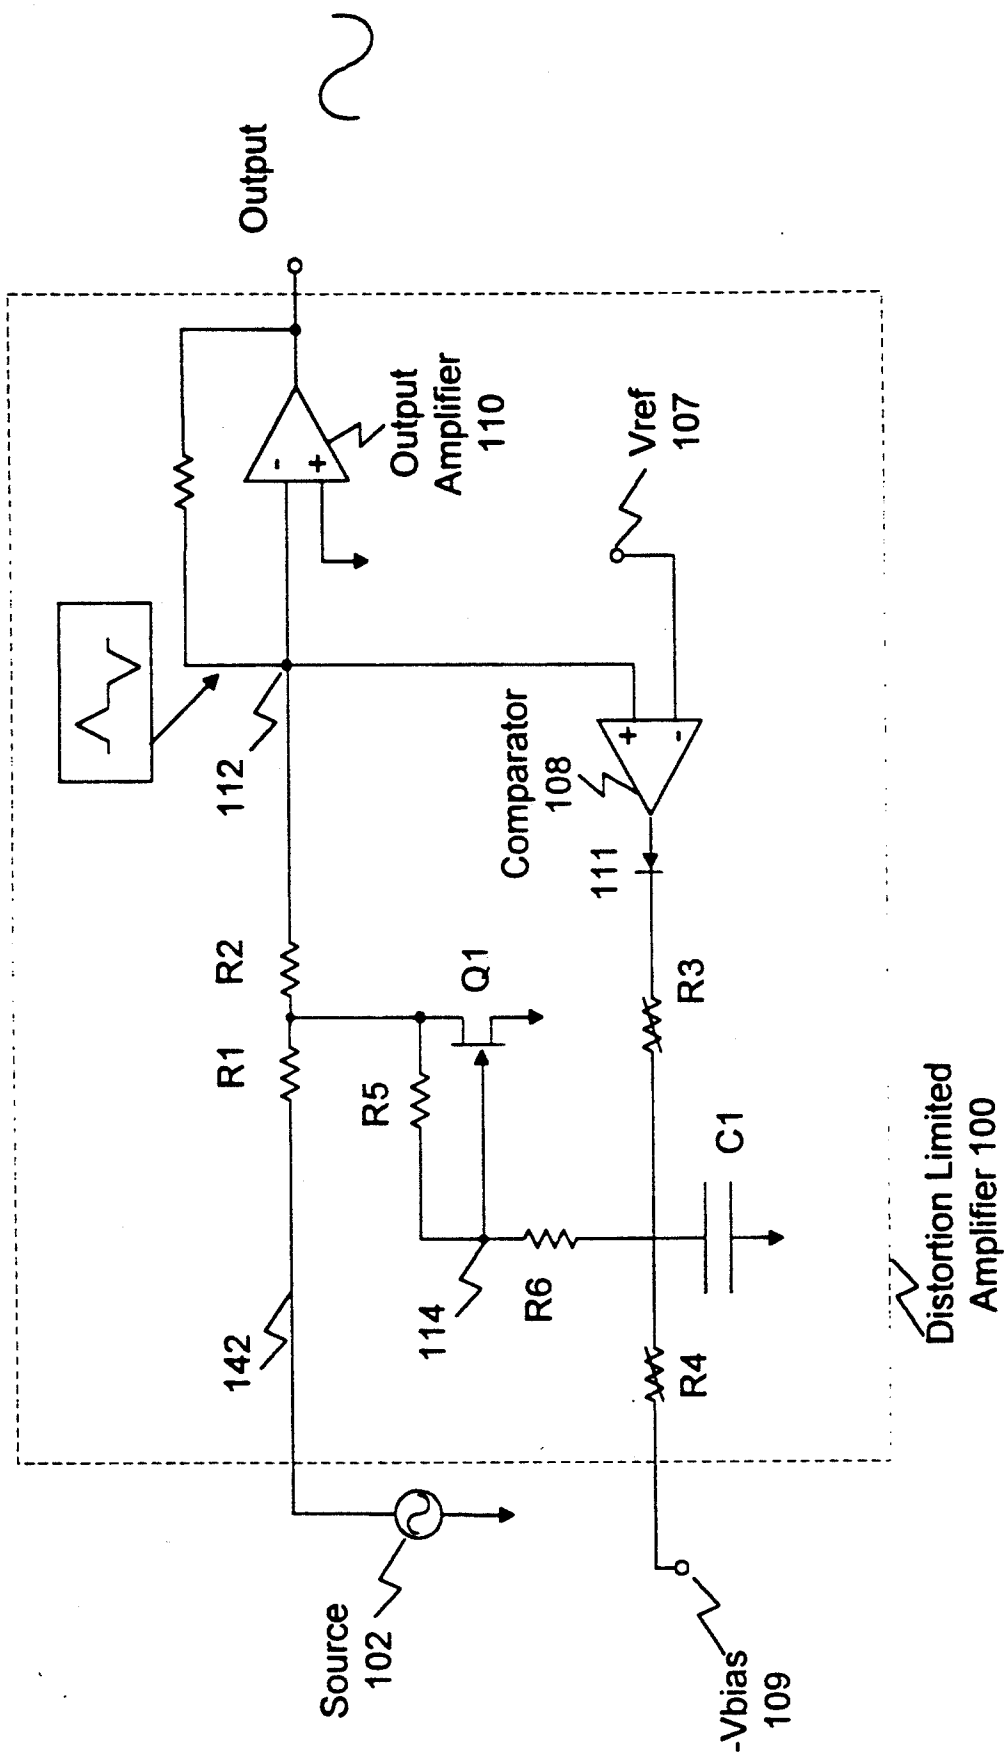 Output
Output
Amplifier
110
-
+
Vref
107
112
Comparator
108
+
-
111
R2
R1
Q1
R5
R3
C1
142
114
R6
R4
Source
102
-Vbias
109
Distortion Limited
Amplifier 100